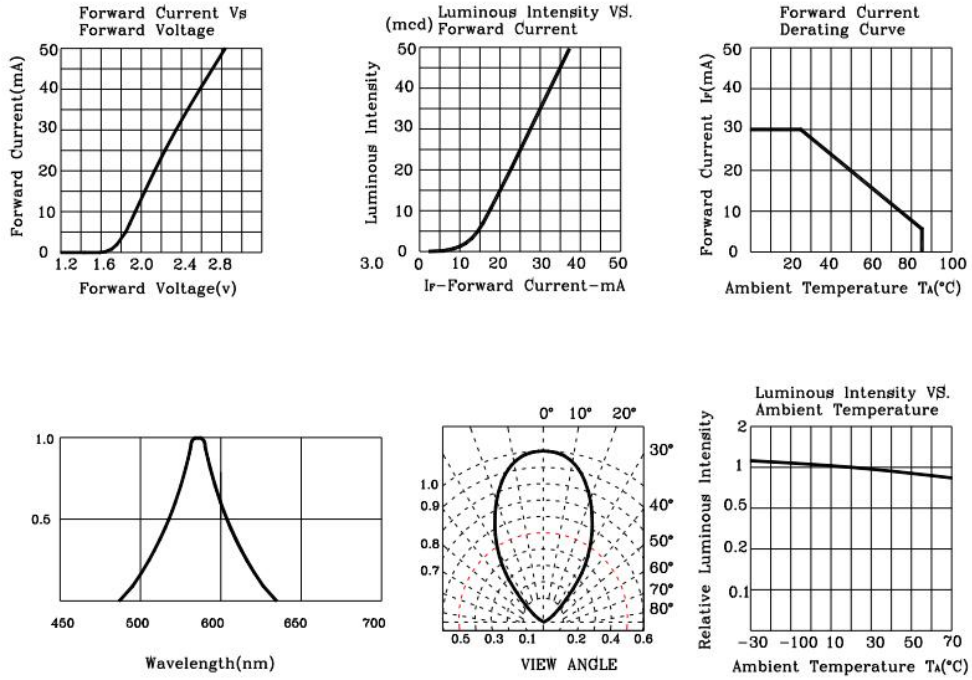 Forward Current Vs
Forward Voltage
Forward Current(mA)
50
40
30
20
10
0
1.2 1.6 2.0 2.4 2.8
3.0
Forward Voltage(v)
Luminous Intensity VS.
(mcd) Forward Current
Luminous Intensity
50
40
30
20
10
0
0 10 20 30 40 50
IF-Forward Current-mA
Forward Current
Derating Curve
Forward Current IF(mA)
50
40
30
20
10
0
20 40 60 80 100
Ambient Temperature TA(°C)
1.0
0.5
450 500 600 650 700
Wavelength(nm)
0° 10° 20°
30°
40°
50°
60°
70°
80°
1.0
0.9
0.8
0.7
0.5 0.3 0.1 0.2 0.4 0.6
VIEW ANGLE
Luminous Intensity VS.
Ambient Temperature
Relative Luminous Intensity
2
1
0.5
0.2
0.1
-30 -100 10 30 50 70
Ambient Temperature TA(°C)